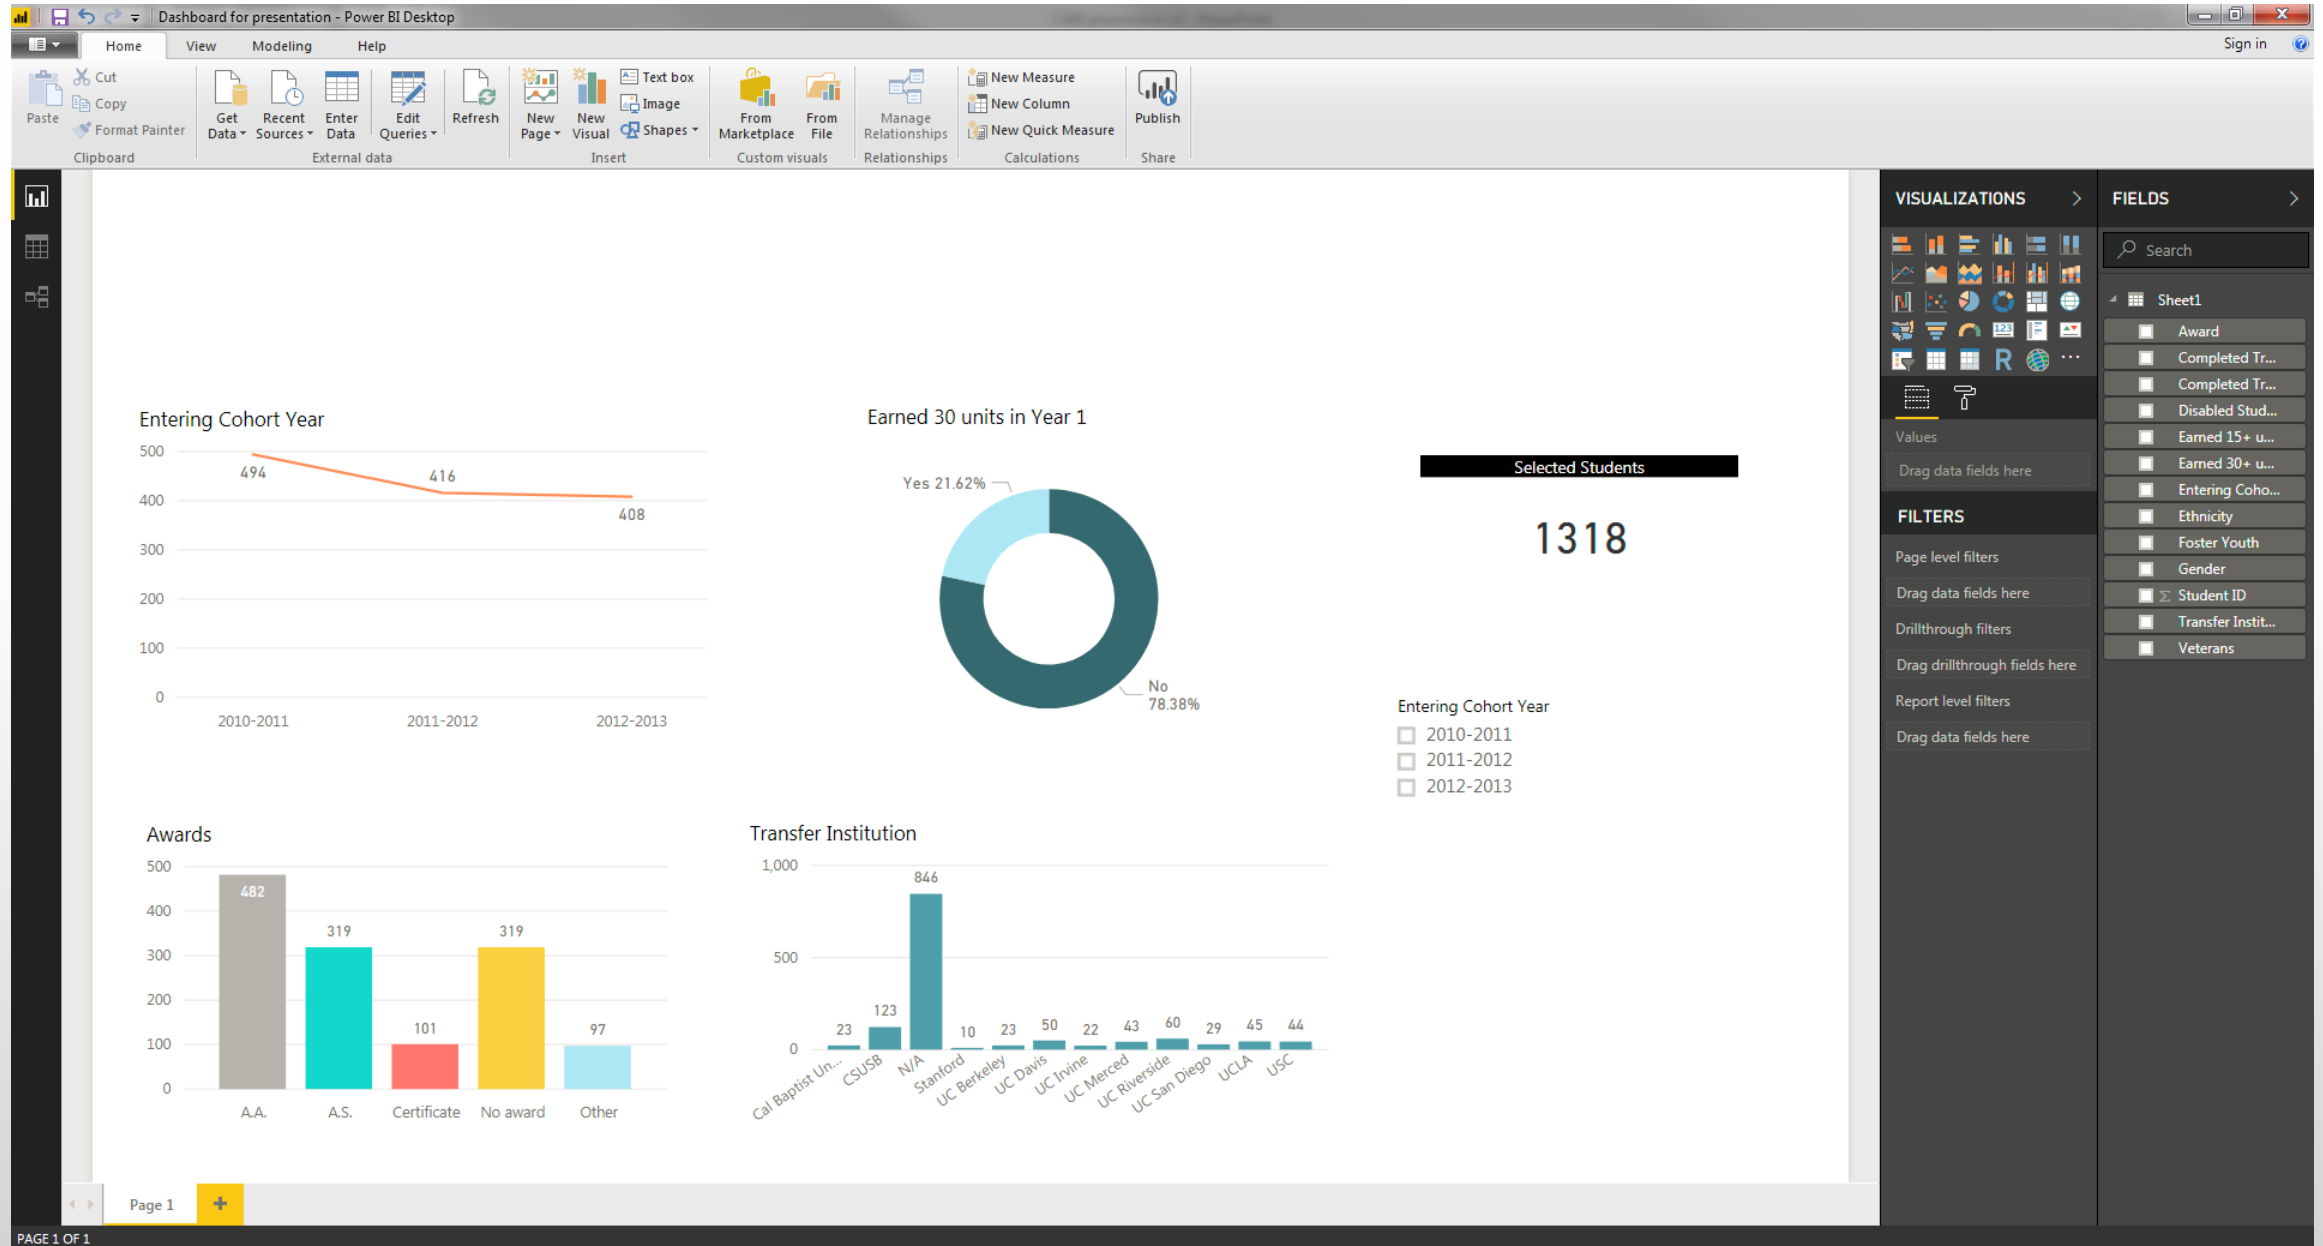 Dashboard for presentation - Power BI Desktop
Home View Modeling Help Sign in
Paste
Cut
Copy
Format Painter
Clipboard
Get Data
Recent Sources
Enter Data
Edit Queries
Refresh
External data
New Page
New Visual
Text box
Image
Shapes
Insert
From Marketplace
From File
Custom visuals
Manage Relationships
Relationships
New Measure
New Column
New Quick Measure
Calculations
Publish
Share
Entering Cohort Year
500
400
300
200
100
0
494
416
408
2010-2011 2011-2012 2012-2013
Earned 30 units in Year 1
Yes 21.62%
No
78.38%
Selected Students
1318
Entering Cohort Year
2010-2011
2011-2012
2012-2013
Awards
500
400
300
200
100
0
482
319
101
319
97
A.A. A.S. Certificate No award Other
Transfer Institution
1,000
500
0
23
123
846
10
23
50
22
43
60
29
45
44
Cal Baptist Un...
CSUSB
N/A
Stanford
UC Berkeley
UC Davis
UC Irvine
UC Merced
UC Riverside
UC San Diego
UCLA
USC
VISUALIZATIONS
123
R
Values
Drag data fields here
FILTERS
Page level filters
Drag data fields here
Drillthrough filters
Drag drillthrough fields here
Report level filters
Drag data fields here
FIELDS
Search
Sheet1
Award
Completed Tr...
Completed Tr...
Disabled Stud...
Earned 15+ u...
Earned 30+ u...
Entering Coho...
Ethnicity
Foster Youth
Gender
Σ Student ID
Transfer Instit...
Veterans
Page 1
PAGE 1 OF 1